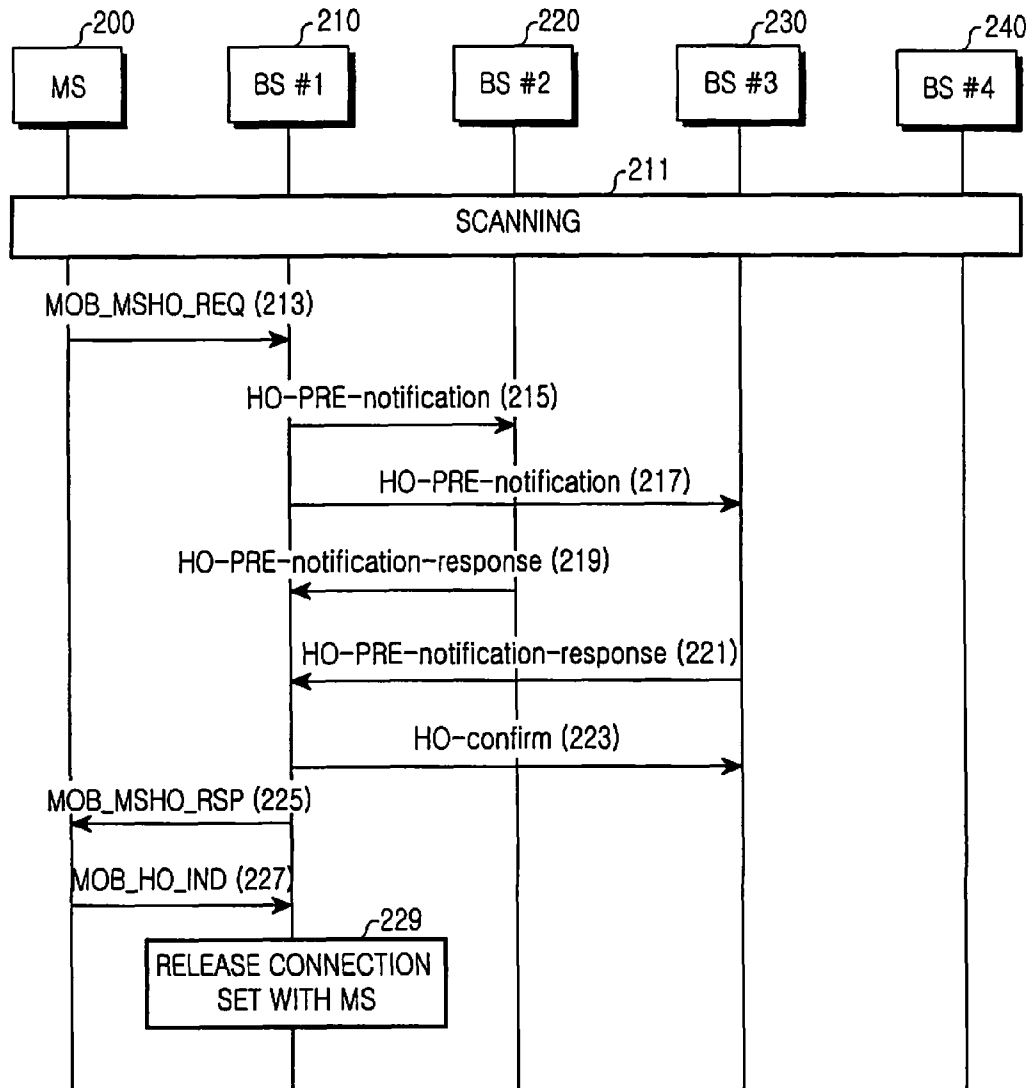 200
210
220
230
240
MS
BS #1
BS #2
BS #3
BS #4
211
SCANNING
MOB_MSHO_REQ (213)
HO-PRE-notification (215)
HO-PRE-notification (217)
HO-PRE-notification-response (219)
HO-PRE-notification-response (221)
HO-confirm (223)
MOB_MSHO_RSP (225)
MOB_HO_IND (227)
229
RELEASE CONNECTION
SET WITH MS